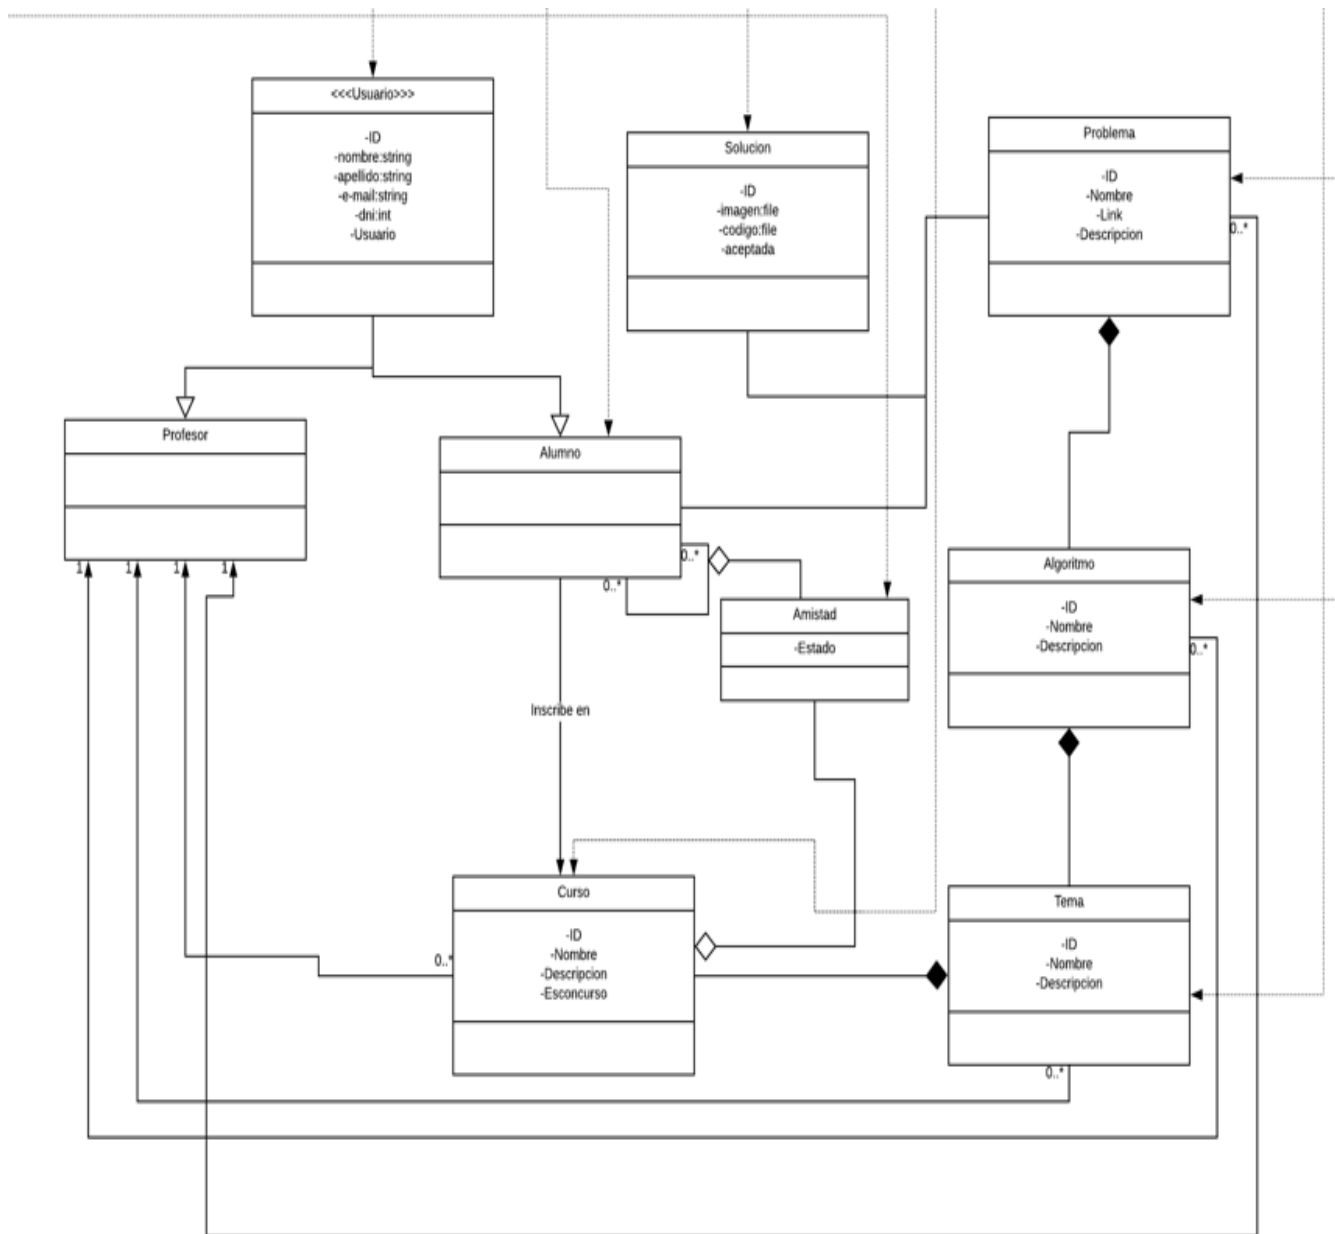 <<<Usuario>>>
-ID
-nombre:string
-apellido:string
-e-mail:string
-dni:int
-Usuario
Solucion
-ID
-imagen:file
-codigo:file
-aceptada
Problema
-ID
-Nombre
-Link
-Descripcion
0..*
Profesor
1
1
1
1
Alumno
0..*
0..*
Amistad
-Estado
Algoritmo
-ID
-Nombre
-Descripcion
0..*
Inscribe en
Curso
-ID
-Nombre
-Descripcion
-Esconcurso
0..*
Tema
-ID
-Nombre
-Descripcion
0..*